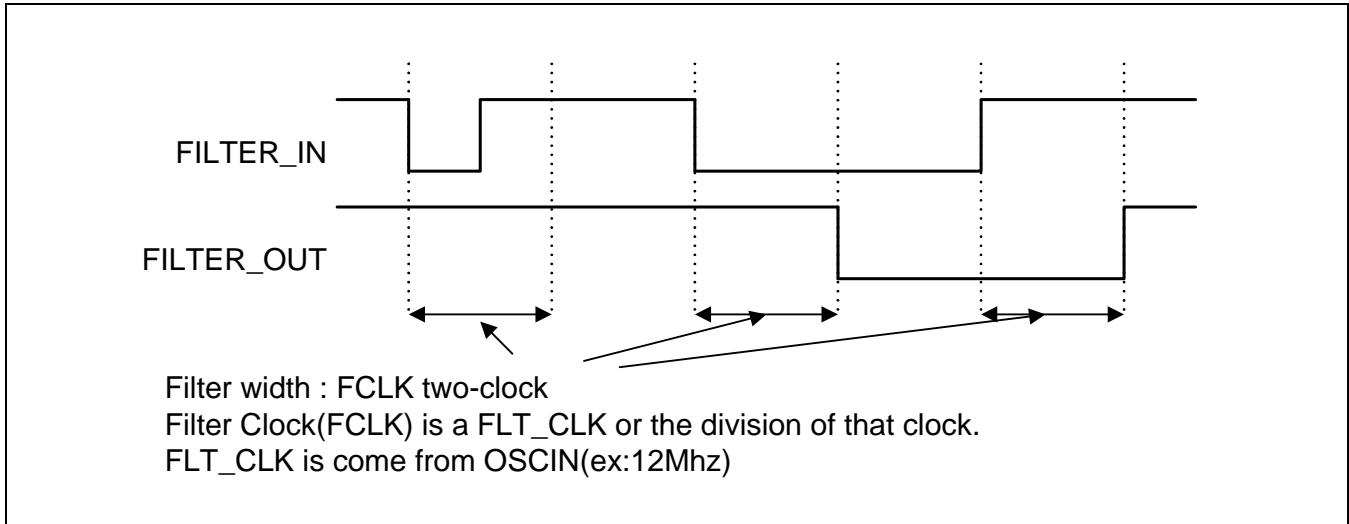 FILTER_IN
FILTER_OUT
Filter width : FCLK two-clock
Filter Clock(FCLK) is a FLT_CLK or the division of that clock.
FLT_CLK is come from OSCIN(ex:12Mhz)